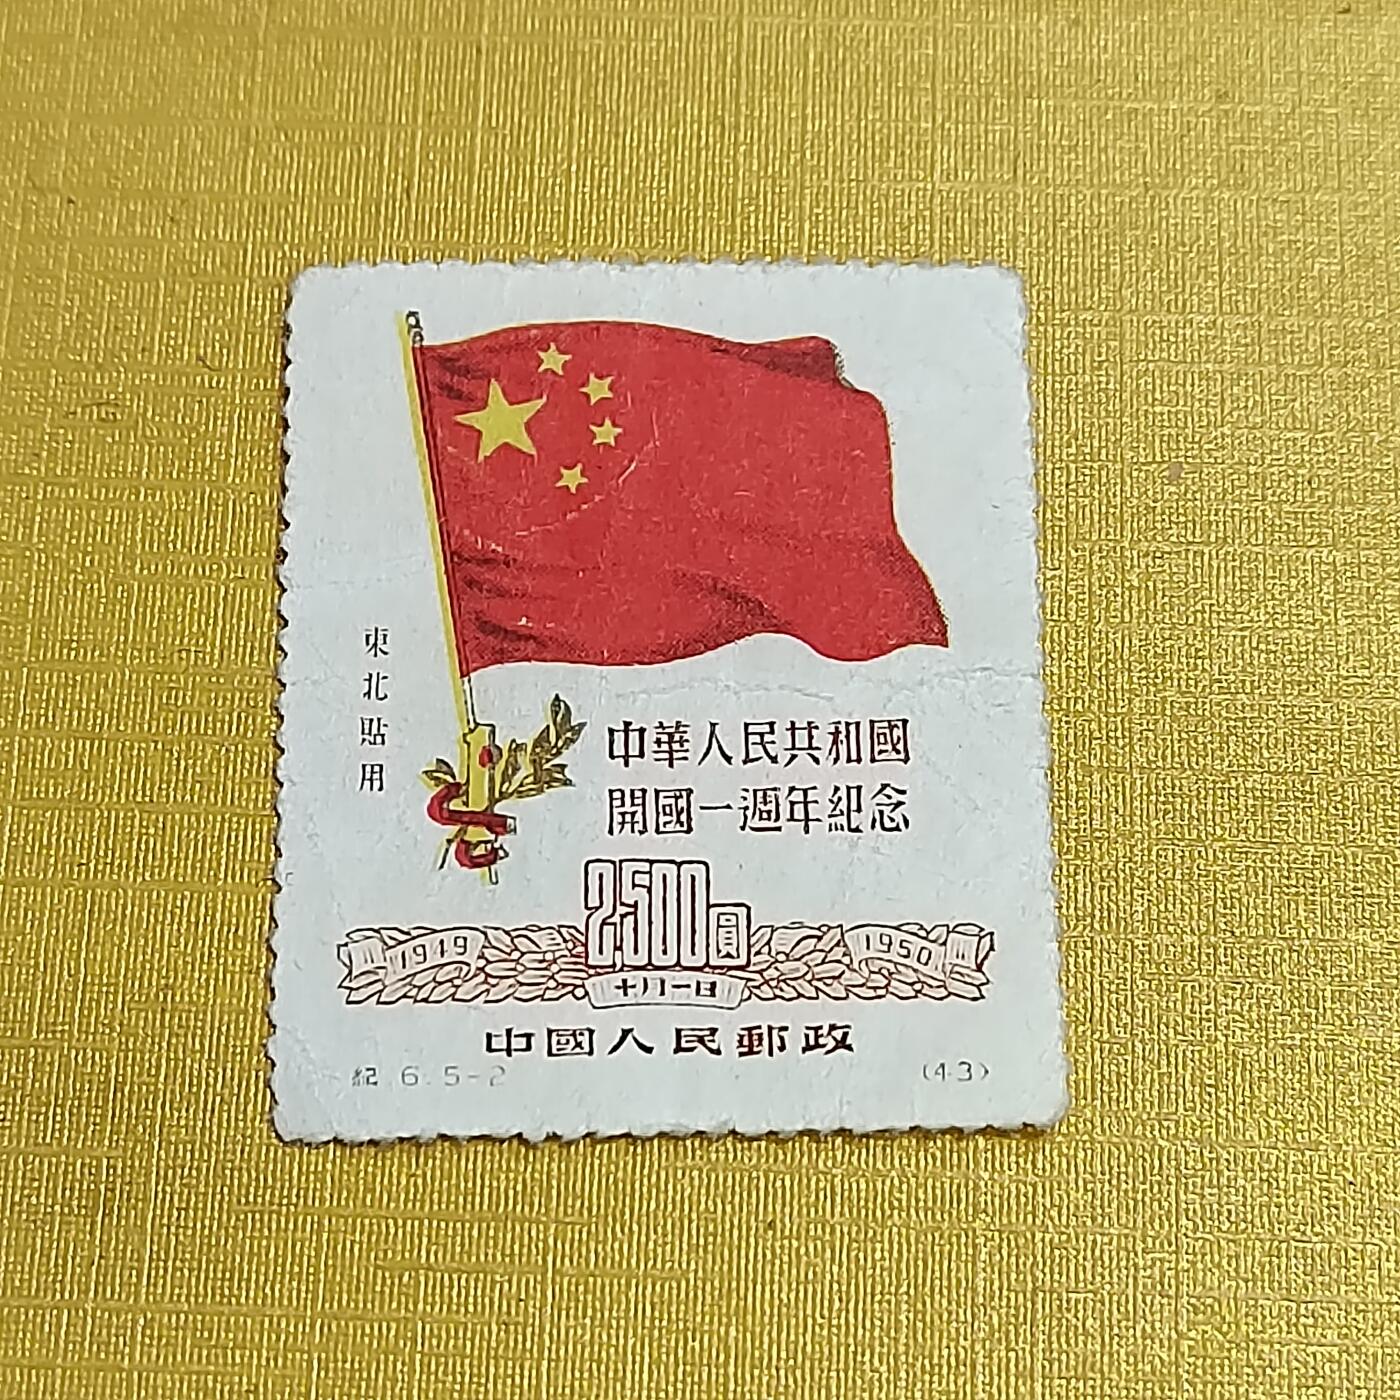 東北貼用
中華人民共和國
開國一週年紀念
2500圓
1949
1950
十月一日
中國人民郵政
紀 6.5-2
(43)